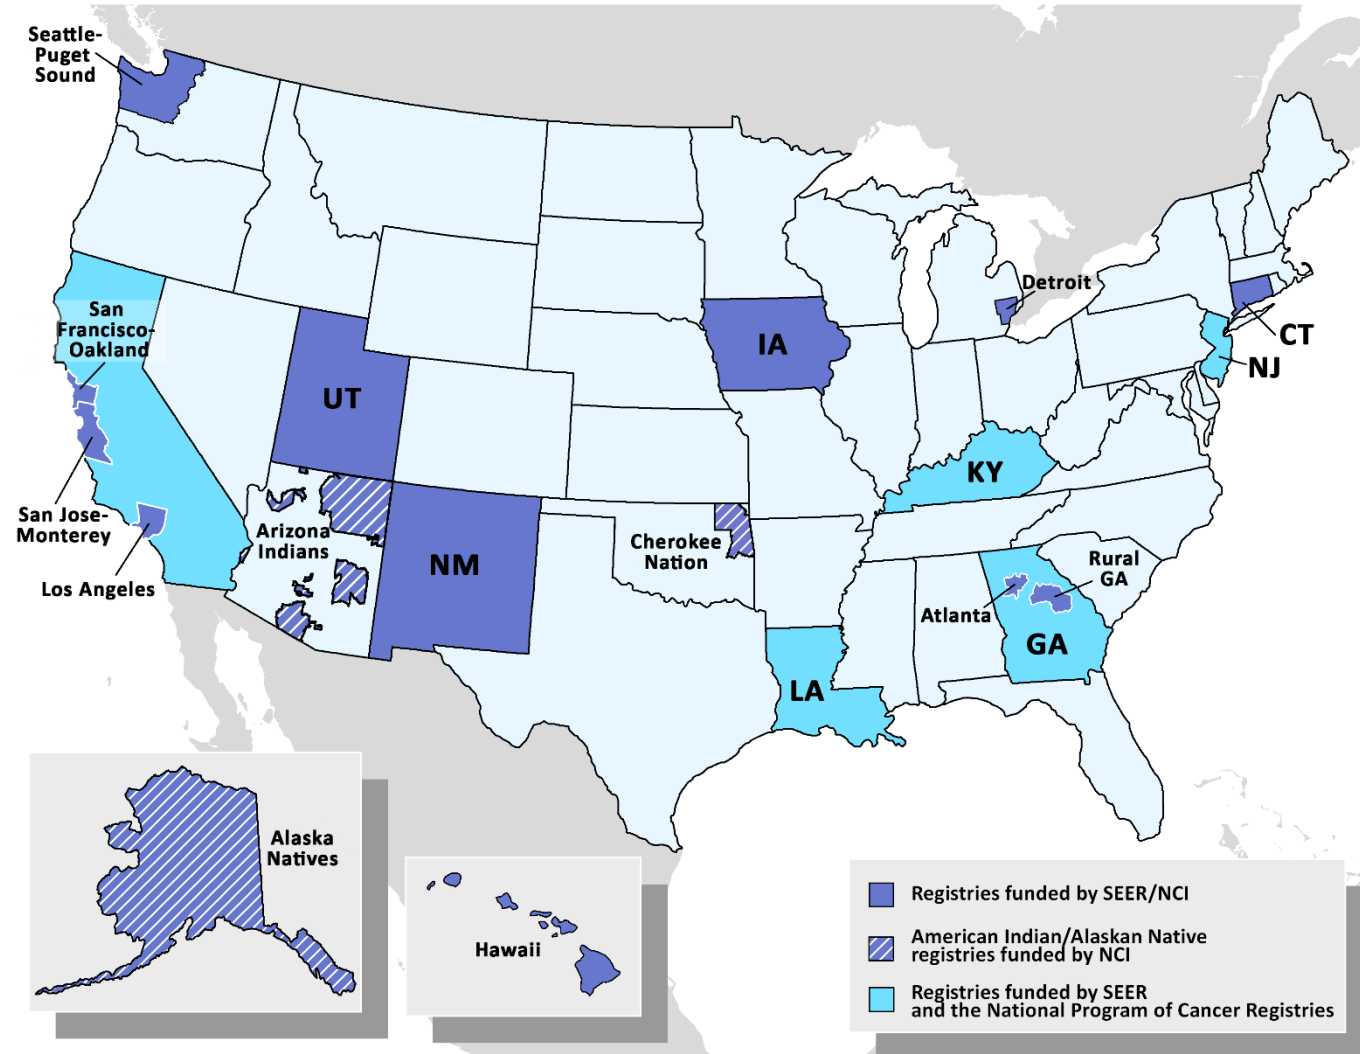 Seattle-
Puget
Sound
San
Francisco-
Oakland
San Jose-
Monterey
Los Angeles
UT
Arizona
Indians
NM
Cherokee
Nation
IA
LA
KY
Detroit
CT
NJ
Rural
GA
Atlanta
GA
Alaska
Natives
Hawaii
Registries funded by SEER/NCI
American Indian/Alaskan Native
registries funded by NCI
Registries funded by SEER
and the National Program of Cancer Registries